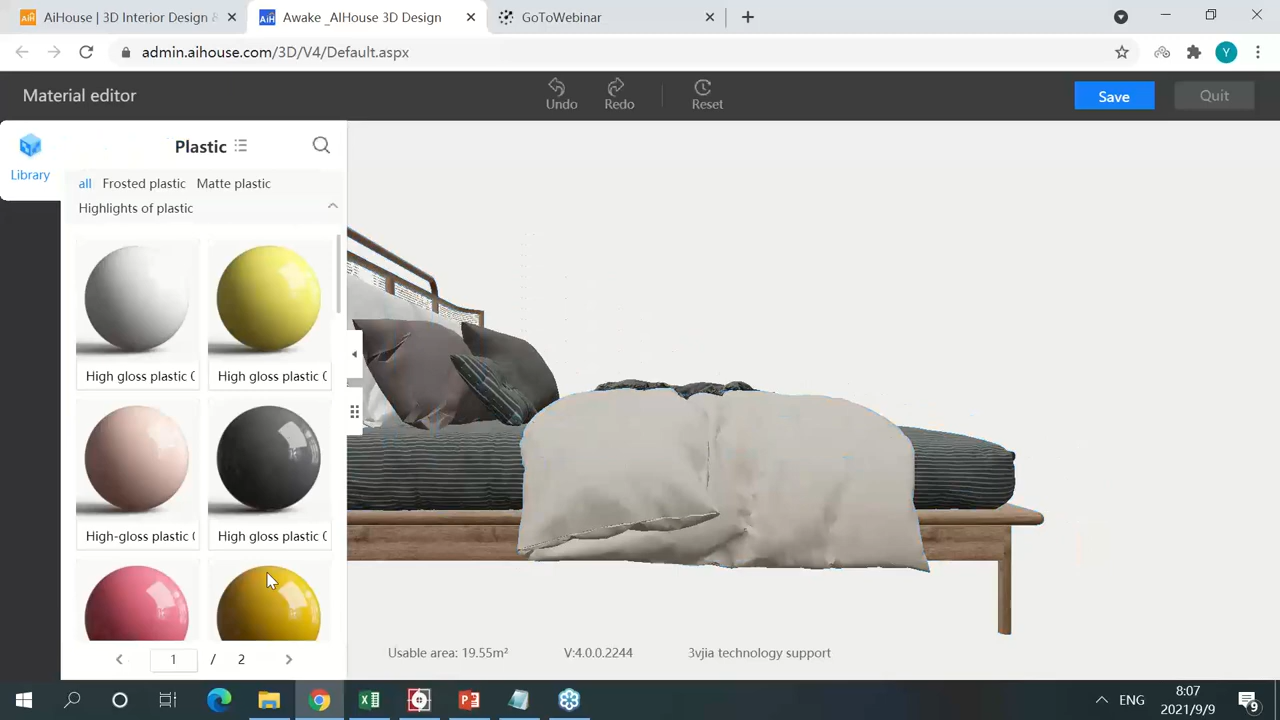 AiHouse | 3D Interior Design &
Awake _AIHouse 3D Design
GoToWebinar
admin.aihouse.com/3D/V4/Default.aspx
Y
Material editor
Undo
Redo
Reset
Save
Quit
Library
Plastic
all Frosted plastic Matte plastic
Highlights of plastic
High gloss plastic (
High gloss plastic (
High-gloss plastic (
High gloss plastic (
1 / 2
Usable area: 19.55m²
V:4.0.0.2244
3vjia technology support
ENG
8:07
2021/9/9
9